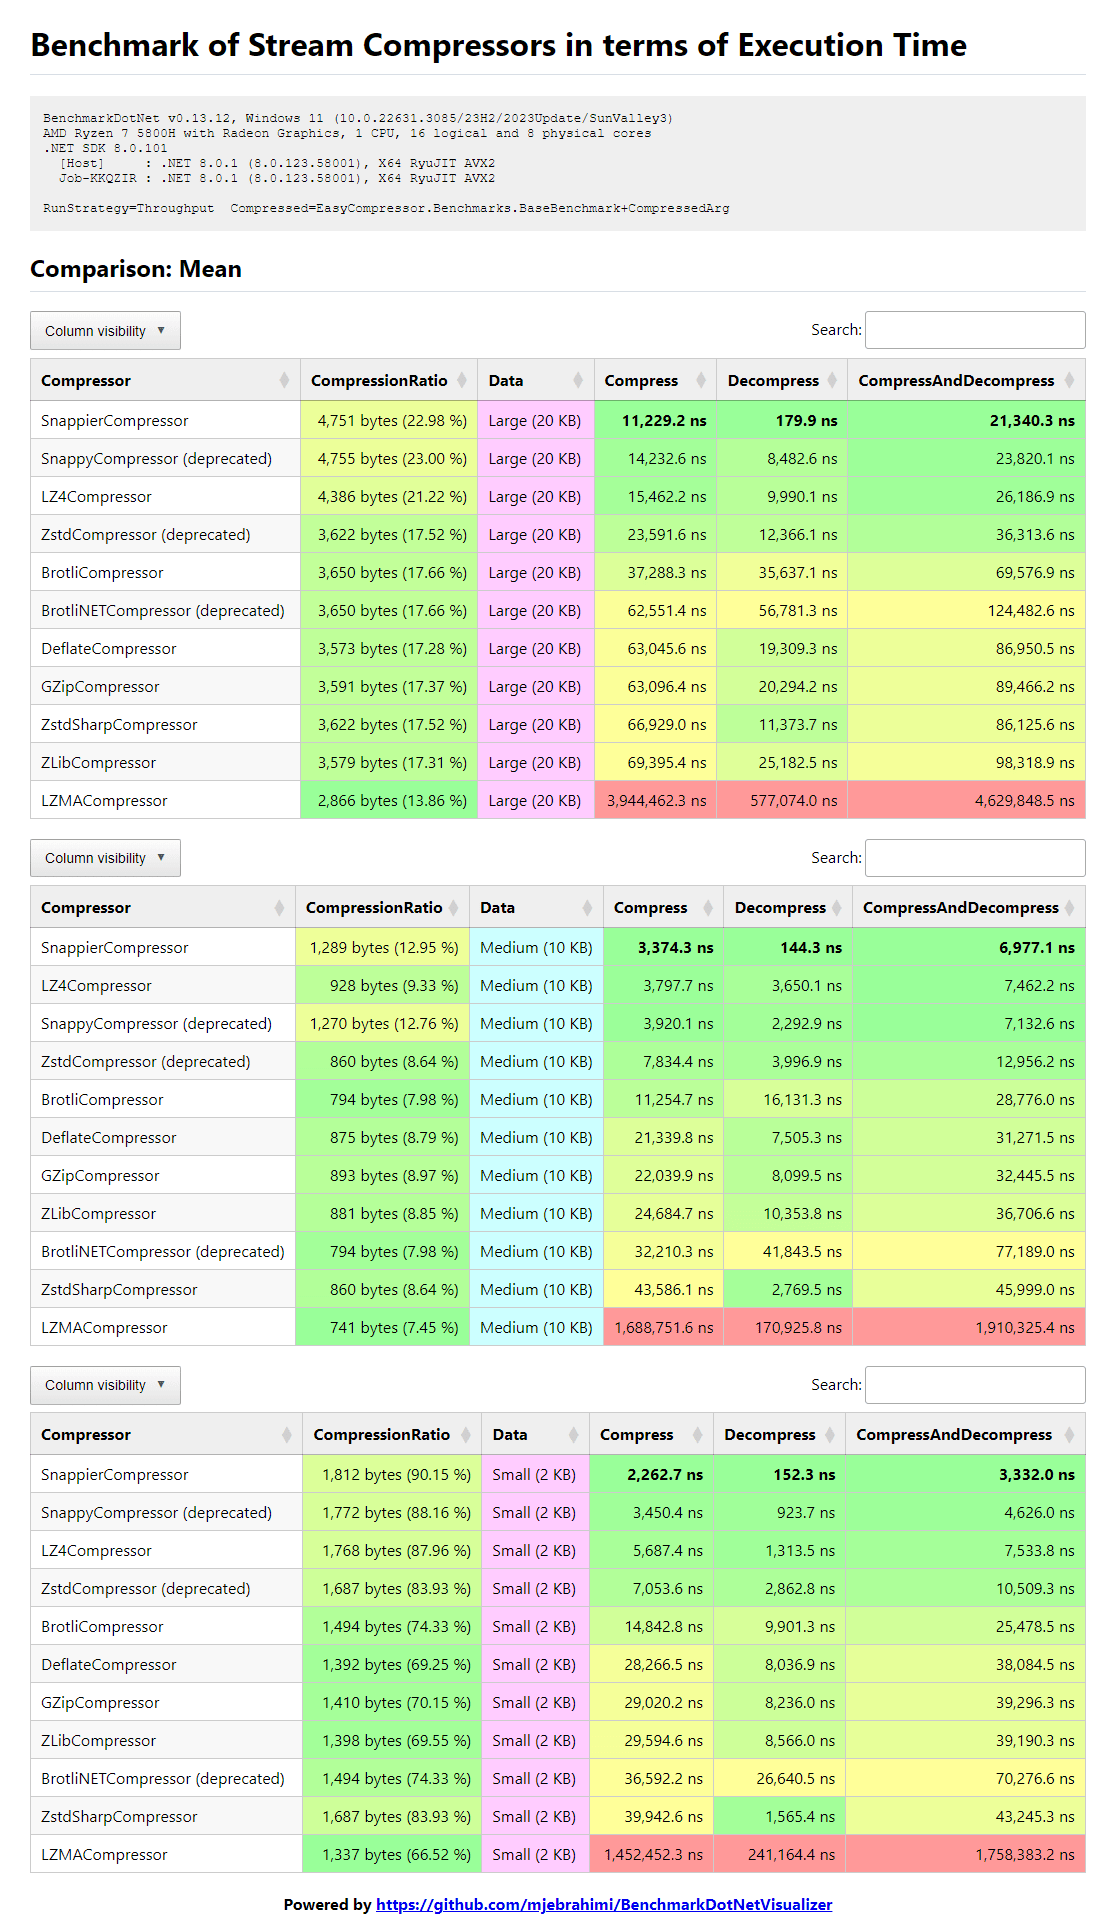 Benchmark of Stream Compressors in terms of Execution Time
BenchmarkDotNet v0.13.12, Windows 11 (10.0.22631.3085/23H2/2023Update/SunValley3)
AMD Ryzen 7 5800H with Radeon Graphics, 1 CPU, 16 logical and 8 physical cores
.NET SDK 8.0.101
[Host]     : .NET 8.0.1 (8.0.123.58001), X64 RyuJIT AVX2
Job-KKQZIR : .NET 8.0.1 (8.0.123.58001), X64 RyuJIT AVX2
RunStrategy=Throughput  Compressed=EasyCompressor.Benchmarks.BaseBenchmark+CompressedArg
Comparison: Mean
Column visibility ▼ Search:
Compressor CompressionRatio Data Compress Decompress CompressAndDecompress
SnappierCompressor 4,751 bytes (22.98 %) Large (20 KB) 11,229.2 ns 179.9 ns 21,340.3 ns
SnappyCompressor (deprecated) 4,755 bytes (23.00 %) Large (20 KB) 14,232.6 ns 8,482.6 ns 23,820.1 ns
LZ4Compressor 4,386 bytes (21.22 %) Large (20 KB) 15,462.2 ns 9,990.1 ns 26,186.9 ns
ZstdCompressor (deprecated) 3,622 bytes (17.52 %) Large (20 KB) 23,591.6 ns 12,366.1 ns 36,313.6 ns
BrotliCompressor 3,650 bytes (17.66 %) Large (20 KB) 37,288.3 ns 35,637.1 ns 69,576.9 ns
BrotliNETCompressor (deprecated) 3,650 bytes (17.66 %) Large (20 KB) 62,551.4 ns 56,781.3 ns 124,482.6 ns
DeflateCompressor 3,573 bytes (17.28 %) Large (20 KB) 63,045.6 ns 19,309.3 ns 86,950.5 ns
GZipCompressor 3,591 bytes (17.37 %) Large (20 KB) 63,096.4 ns 20,294.2 ns 89,466.2 ns
ZstdSharpCompressor 3,622 bytes (17.52 %) Large (20 KB) 66,929.0 ns 11,373.7 ns 86,125.6 ns
ZLibCompressor 3,579 bytes (17.31 %) Large (20 KB) 69,395.4 ns 25,182.5 ns 98,318.9 ns
LZMACompressor 2,866 bytes (13.86 %) Large (20 KB) 3,944,462.3 ns 577,074.0 ns 4,629,848.5 ns
Column visibility ▼ Search:
Compressor CompressionRatio Data Compress Decompress CompressAndDecompress
SnappierCompressor 1,289 bytes (12.95 %) Medium (10 KB) 3,374.3 ns 144.3 ns 6,977.1 ns
LZ4Compressor 928 bytes (9.33 %) Medium (10 KB) 3,797.7 ns 3,650.1 ns 7,462.2 ns
SnappyCompressor (deprecated) 1,270 bytes (12.76 %) Medium (10 KB) 3,920.1 ns 2,292.9 ns 7,132.6 ns
ZstdCompressor (deprecated) 860 bytes (8.64 %) Medium (10 KB) 7,834.4 ns 3,996.9 ns 12,956.2 ns
BrotliCompressor 794 bytes (7.98 %) Medium (10 KB) 11,254.7 ns 16,131.3 ns 28,776.0 ns
DeflateCompressor 875 bytes (8.79 %) Medium (10 KB) 21,339.8 ns 7,505.3 ns 31,271.5 ns
GZipCompressor 893 bytes (8.97 %) Medium (10 KB) 22,039.9 ns 8,099.5 ns 32,445.5 ns
ZLibCompressor 881 bytes (8.85 %) Medium (10 KB) 24,684.7 ns 10,353.8 ns 36,706.6 ns
BrotliNETCompressor (deprecated) 794 bytes (7.98 %) Medium (10 KB) 32,210.3 ns 41,843.5 ns 77,189.0 ns
ZstdSharpCompressor 860 bytes (8.64 %) Medium (10 KB) 43,586.1 ns 2,769.5 ns 45,999.0 ns
LZMACompressor 741 bytes (7.45 %) Medium (10 KB) 1,688,751.6 ns 170,925.8 ns 1,910,325.4 ns
Column visibility ▼ Search:
Compressor CompressionRatio Data Compress Decompress CompressAndDecompress
SnappierCompressor 1,812 bytes (90.15 %) Small (2 KB) 2,262.7 ns 152.3 ns 3,332.0 ns
SnappyCompressor (deprecated) 1,772 bytes (88.16 %) Small (2 KB) 3,450.4 ns 923.7 ns 4,626.0 ns
LZ4Compressor 1,768 bytes (87.96 %) Small (2 KB) 5,687.4 ns 1,313.5 ns 7,533.8 ns
ZstdCompressor (deprecated) 1,687 bytes (83.93 %) Small (2 KB) 7,053.6 ns 2,862.8 ns 10,509.3 ns
BrotliCompressor 1,494 bytes (74.33 %) Small (2 KB) 14,842.8 ns 9,901.3 ns 25,478.5 ns
DeflateCompressor 1,392 bytes (69.25 %) Small (2 KB) 28,266.5 ns 8,036.9 ns 38,084.5 ns
GZipCompressor 1,410 bytes (70.15 %) Small (2 KB) 29,020.2 ns 8,236.0 ns 39,296.3 ns
ZLibCompressor 1,398 bytes (69.55 %) Small (2 KB) 29,594.6 ns 8,566.0 ns 39,190.3 ns
BrotliNETCompressor (deprecated) 1,494 bytes (74.33 %) Small (2 KB) 36,592.2 ns 26,640.5 ns 70,276.6 ns
ZstdSharpCompressor 1,687 bytes (83.93 %) Small (2 KB) 39,942.6 ns 1,565.4 ns 43,245.3 ns
LZMACompressor 1,337 bytes (66.52 %) Small (2 KB) 1,452,452.3 ns 241,164.4 ns 1,758,383.2 ns
Powered by https://github.com/mjebrahimi/BenchmarkDotNetVisualizer